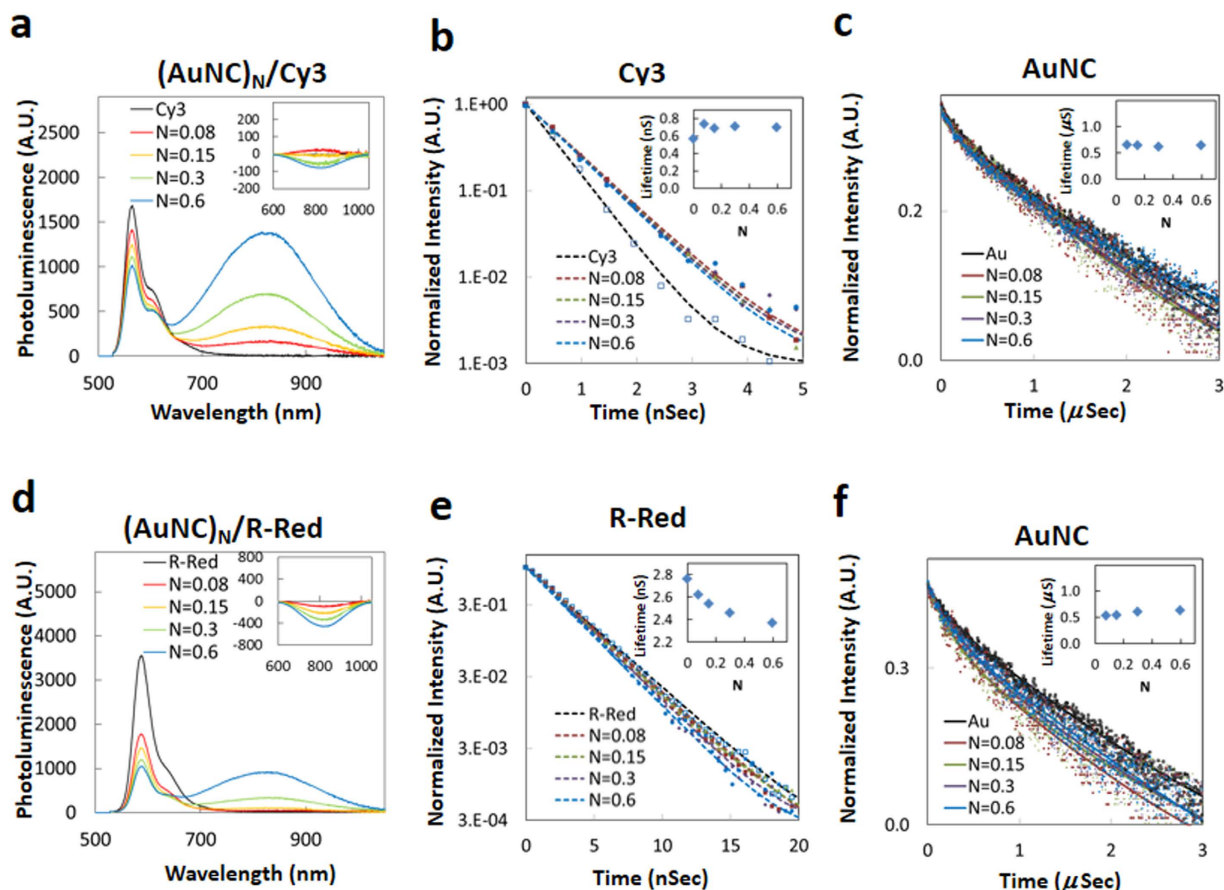 a
(AuNC)N/Cy3
Photoluminescence (A.U.)
2500
2000
1500
1000
500
0
500
700
900
Wavelength (nm)
Cy3
N=0.08
N=0.15
N=0.3
N=0.6
200
100
0
-100
-200
600
800
1000
b
Cy3
Normalized Intensity (A.U.)
1.E+00
1.E-01
1.E-02
1.E-03
0
1
2
3
4
5
Time (nSec)
Cy3
N=0.08
N=0.15
N=0.3
N=0.6
Lifetime (nS)
0.8
0.6
0.4
0.2
0.0
0
0.2
0.4
0.6
N
c
AuNC
Normalized Intensity (A.U.)
0.2
0.0
0
1
2
3
Time (μSec)
Au
N=0.08
N=0.15
N=0.3
N=0.6
Lifetime (μS)
1.0
0.5
0.0
0
0.2
0.4
0.6
N
d
(AuNC)N/R-Red
Photoluminescence (A.U.)
5000
4000
3000
2000
1000
0
500
700
900
Wavelength (nm)
R-Red
N=0.08
N=0.15
N=0.3
N=0.6
800
400
0
-400
-800
600
800
1000
e
R-Red
Normalized Intensity (A.U.)
3.E-01
3.E-02
3.E-03
3.E-04
0
5
10
15
20
Time (nSec)
R-Red
N=0.08
N=0.15
N=0.3
N=0.6
Lifetime (nS)
2.8
2.6
2.4
2.2
0
0.2
0.4
0.6
N
f
AuNC
Normalized Intensity (A.U.)
0.3
0.0
0
1
2
3
Time (μSec)
Au
N=0.08
N=0.15
N=0.3
N=0.6
Lifetime (μS)
1.0
0.5
0.0
0
0.2
0.4
0.6
N